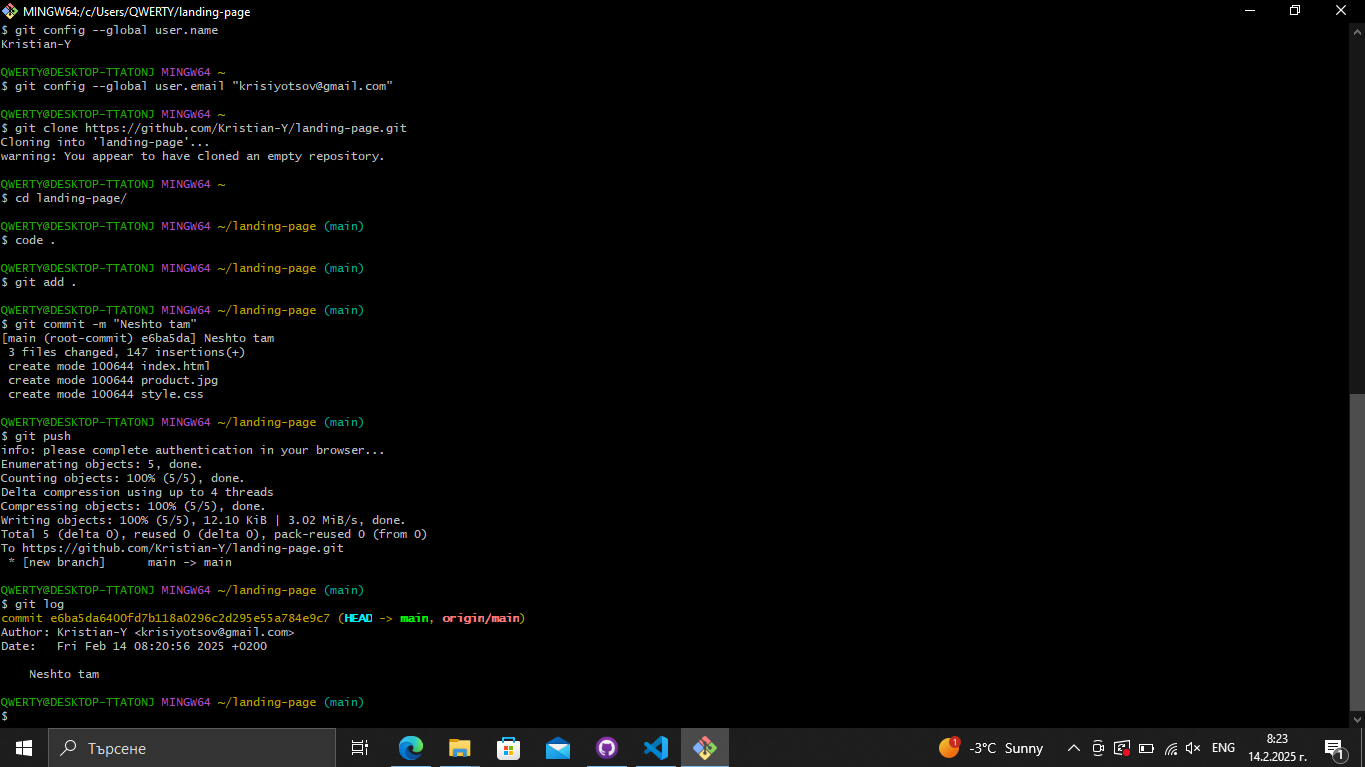 MINGW64:/c/Users/QWERTY/landing-page
$ git config --global user.name
Kristian-Y
QWERTY@DESKTOP-TTATONJ MINGW64 ~
$ git config --global user.email "krisiyotsov@gmail.com"
QWERTY@DESKTOP-TTATONJ MINGW64 ~
$ git clone https://github.com/Kristian-Y/landing-page.git
Cloning into 'landing-page'...
warning: You appear to have cloned an empty repository.
QWERTY@DESKTOP-TTATONJ MINGW64 ~
$ cd landing-page/
QWERTY@DESKTOP-TTATONJ MINGW64 ~/landing-page (main)
$ code .
QWERTY@DESKTOP-TTATONJ MINGW64 ~/landing-page (main)
$ git add .
QWERTY@DESKTOP-TTATONJ MINGW64 ~/landing-page (main)
$ git commit -m "Neshto tam"
[main (root-commit) e6ba5da] Neshto tam
 3 files changed, 147 insertions(+)
 create mode 100644 index.html
 create mode 100644 product.jpg
 create mode 100644 style.css
QWERTY@DESKTOP-TTATONJ MINGW64 ~/landing-page (main)
$ git push
info: please complete authentication in your browser...
Enumerating objects: 5, done.
Counting objects: 100% (5/5), done.
Delta compression using up to 4 threads
Compressing objects: 100% (5/5), done.
Writing objects: 100% (5/5), 12.10 KiB | 3.02 MiB/s, done.
Total 5 (delta 0), reused 0 (delta 0), pack-reused 0 (from 0)
To https://github.com/Kristian-Y/landing-page.git
 * [new branch]      main -> main
QWERTY@DESKTOP-TTATONJ MINGW64 ~/landing-page (main)
$ git log
commit e6ba5da6400fd7b118a0296c2d295e55a784e9c7 (HEAD -> main, origin/main)
Author: Kristian-Y <krisiyotsov@gmail.com>
Date:   Fri Feb 14 08:20:56 2025 +0200
    Neshto tam
QWERTY@DESKTOP-TTATONJ MINGW64 ~/landing-page (main)
$
Търсене
1
-3°C Sunny
ENG
8:23
14.2.2025 г.
1